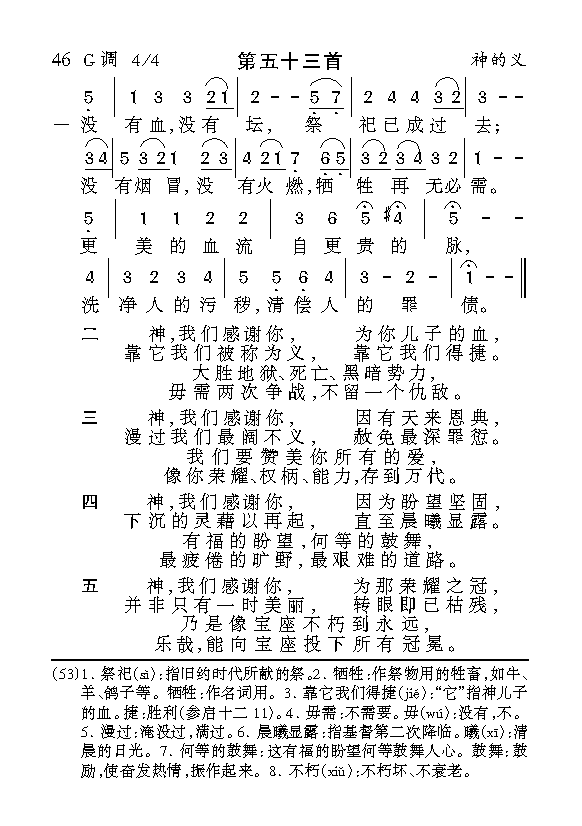 46 G调 4/4 第五十三首 神的义
5 | 1 3 3 2 1 | 2 - - 5 7 | 2 4 4 3 2 | 3 - -
一没 有血,没有 坛, 祭 祀已成过 去;
3 4 | 5 3 2 1 2 3 | 4 2 1 7 6 5 | 3 2 3 4 3 2 | 1 - -
没 有烟 冒,没 有火 燃,牺 牲 再 无必 需。
5 | 1 1 2 2 | 3 6 5 #4 | 5 - -
更 美的血流 自更贵的 脉,
4 | 3 2 3 4 | 5 5 6 4 | 3 - 2 - | 1 - -
洗 净人的污 秽,清偿人 的 罪 债。
二 神,我们感谢你, 为你儿子的血,
靠它我们被称为义, 靠它我们得捷。
大胜地狱、死亡、黑暗势力,
毋需两次争战,不留一个仇敌。
三 神,我们感谢你, 因有天来恩典,
漫过我们最阔不义, 赦免最深罪愆。
我们要赞美你所有的爱,
像你荣耀、权柄、能力,存到万代。
四 神,我们感谢你, 因为盼望坚固,
下沉的灵藉以再起, 直至晨曦显露。
有福的盼望,何等的鼓舞,
最疲倦的旷野,最艰难的道路。
五 神,我们感谢你, 为那荣耀之冠,
并非只有一时美丽, 转眼即已枯残,
乃是像宝座不朽到永远,
乐哉,能向宝座投下所有冠冕。
(53)1. 祭祀(sì):指旧约时代所献的祭。2. 牺牲:作祭物用的牲畜,如牛、
羊、鸽子等。牺牲:作名词用。3. 靠它我们得捷(jié):“它”指神儿子
的血。捷:胜利(参启十二11)。4. 毋需:不需要。毋(wú):没有,不。
5. 漫过:淹没过,满过。6. 晨曦显露:指基督第二次降临。曦(xī):清
晨的日光。7. 何等的鼓舞:这有福的盼望何等鼓舞人心。鼓舞:鼓
励,使奋发热情,振作起来。8. 不朽(xiǔ):不朽坏、不衰老。